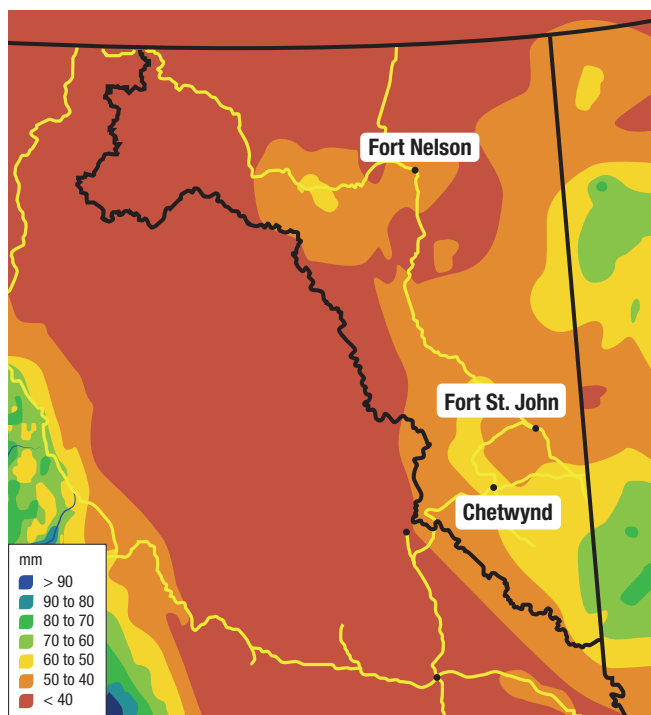 Fort Nelson
Fort St. John
Chetwynd
mm
> 90
90 to 80
80 to 70
70 to 60
60 to 50
50 to 40
< 40